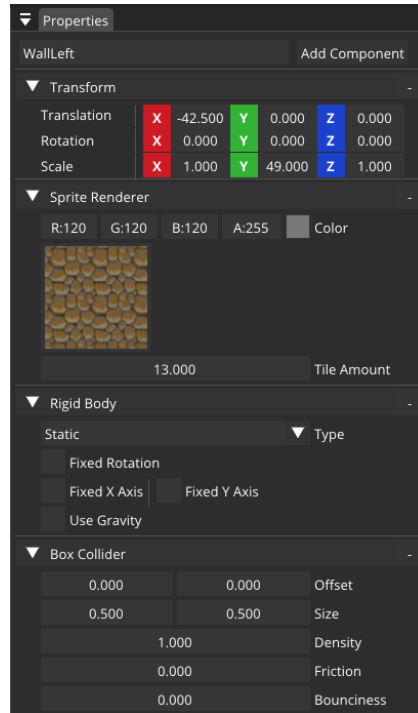 Properties
WallLeft Add Component
Transform -
Translation X -42.500 Y 0.000 Z 0.000
Rotation X 0.000 Y 0.000 Z 0.000
Scale X 1.000 Y 49.000 Z 1.000
Sprite Renderer -
R:120 G:120 B:120 A:255 Color
13.000 Tile Amount
Rigid Body -
Static Type
Fixed Rotation
Fixed X Axis Fixed Y Axis
Use Gravity
Box Collider -
0.000 0.000 Offset
0.500 0.500 Size
1.000 Density
0.000 Friction
0.000 Bounciness